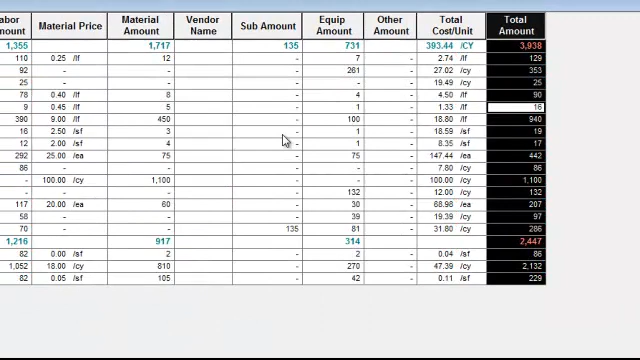 abor Amount Material Price Material Amount Vendor Name Sub Amount Equip Amount Other Amount Total Cost/Unit Total Amount
1,355 1,717 135 731 393.44 /CY 3,938
110 0.25 /lf 12 - 7 - 2.74 /lf 129
92 - - - 261 - 27.02 /cy 353
25 - - - - - 19.49 /cy 25
78 0.40 /lf 8 - 4 - 4.50 /lf 90
9 0.45 /lf 5 - 1 - 1.33 /lf 16
390 9.00 /lf 450 - 100 - 18.80 /lf 940
16 2.50 /sf 3 - 1 - 18.59 /sf 19
12 2.00 /sf 4 - 1 - 8.35 /sf 17
292 25.00 /ea 75 - 75 - 147.44 /ea 442
86 - - - - - 7.80 /cy 86
- 100.00 /cy 1,100 - - - 100.00 /cy 1,100
- - - - 132 - 12.00 /cy 132
117 20.00 /ea 60 - 30 - 68.98 /ea 207
58 - - - 39 - 19.39 /cy 97
70 - - 135 81 - 31.80 /cy 286
1,216 917 314 2,447
82 0.00 /sf 2 - 2 - 0.04 /sf 86
1,052 18.00 /cy 810 - 270 - 47.39 /cy 2,132
82 0.05 /sf 105 - 42 - 0.11 /sf 229